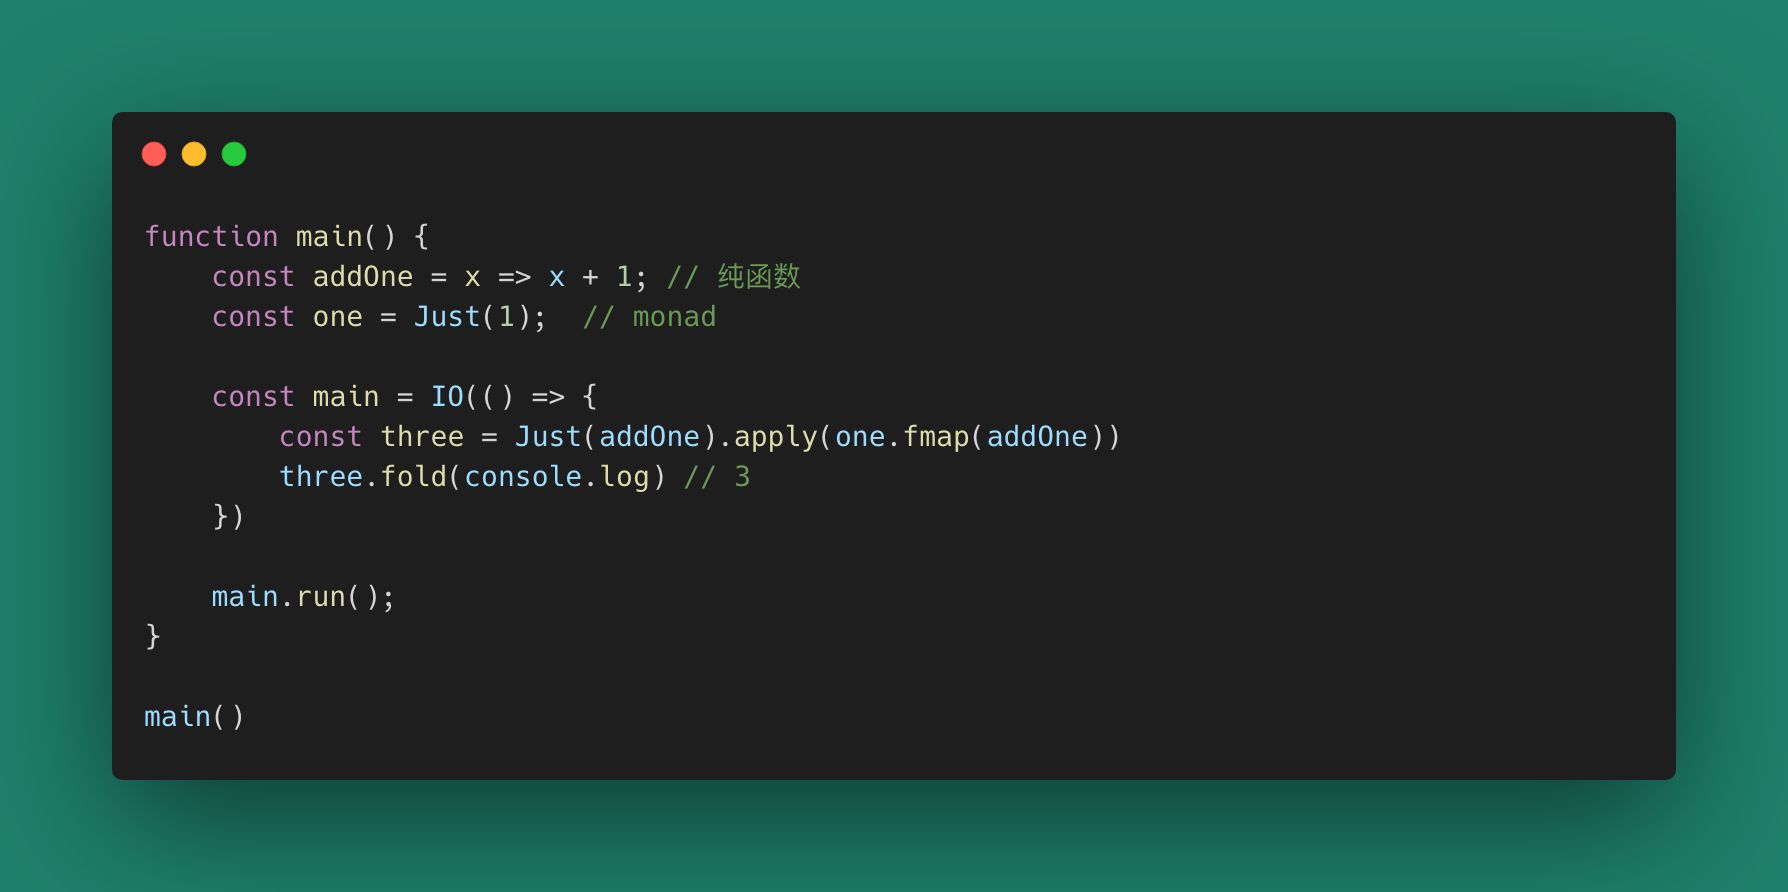 function main() {
    const addOne = x => x + 1; // 纯函数
    const one = Just(1);  // monad
    const main = IO(() => {
        const three = Just(addOne).apply(one.fmap(addOne))
        three.fold(console.log) // 3
    })
    main.run();
}
main()